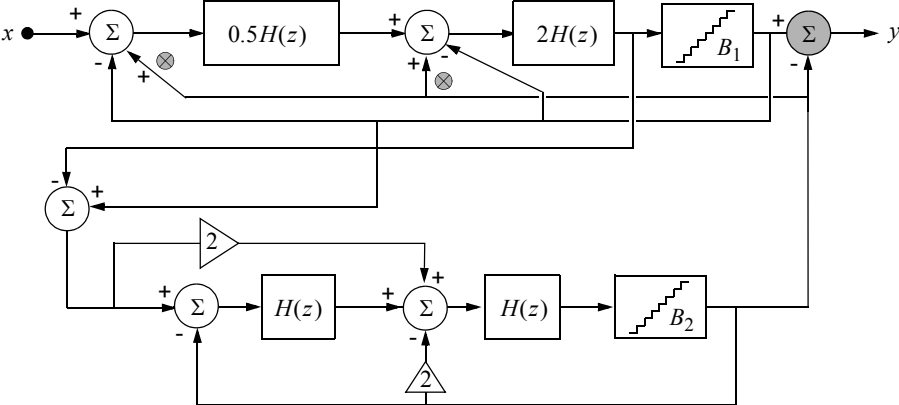 + + +
x Σ 0.5H(z) Σ 2H(z) B₁ Σ y
- + + - -
- +
Σ
2
+ + +
Σ H(z) Σ H(z) B₂
- -
2